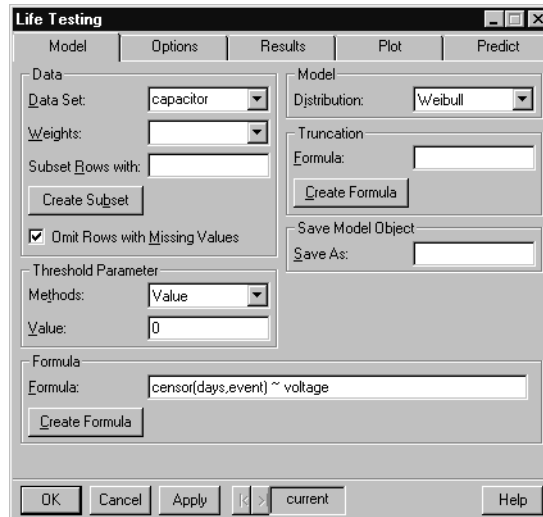 Life Testing
Model Options Results Plot Predict
Data
Data Set: capacitor
Weights:
Subset Rows with:
Create Subset
Omit Rows with Missing Values
Threshold Parameter
Methods: Value
Value: 0
Model
Distribution: Weibull
Truncation
Formula:
Create Formula
Save Model Object
Save As:
Formula
Formula: censor(days,event) ~ voltage
Create Formula
OK Cancel Apply current Help